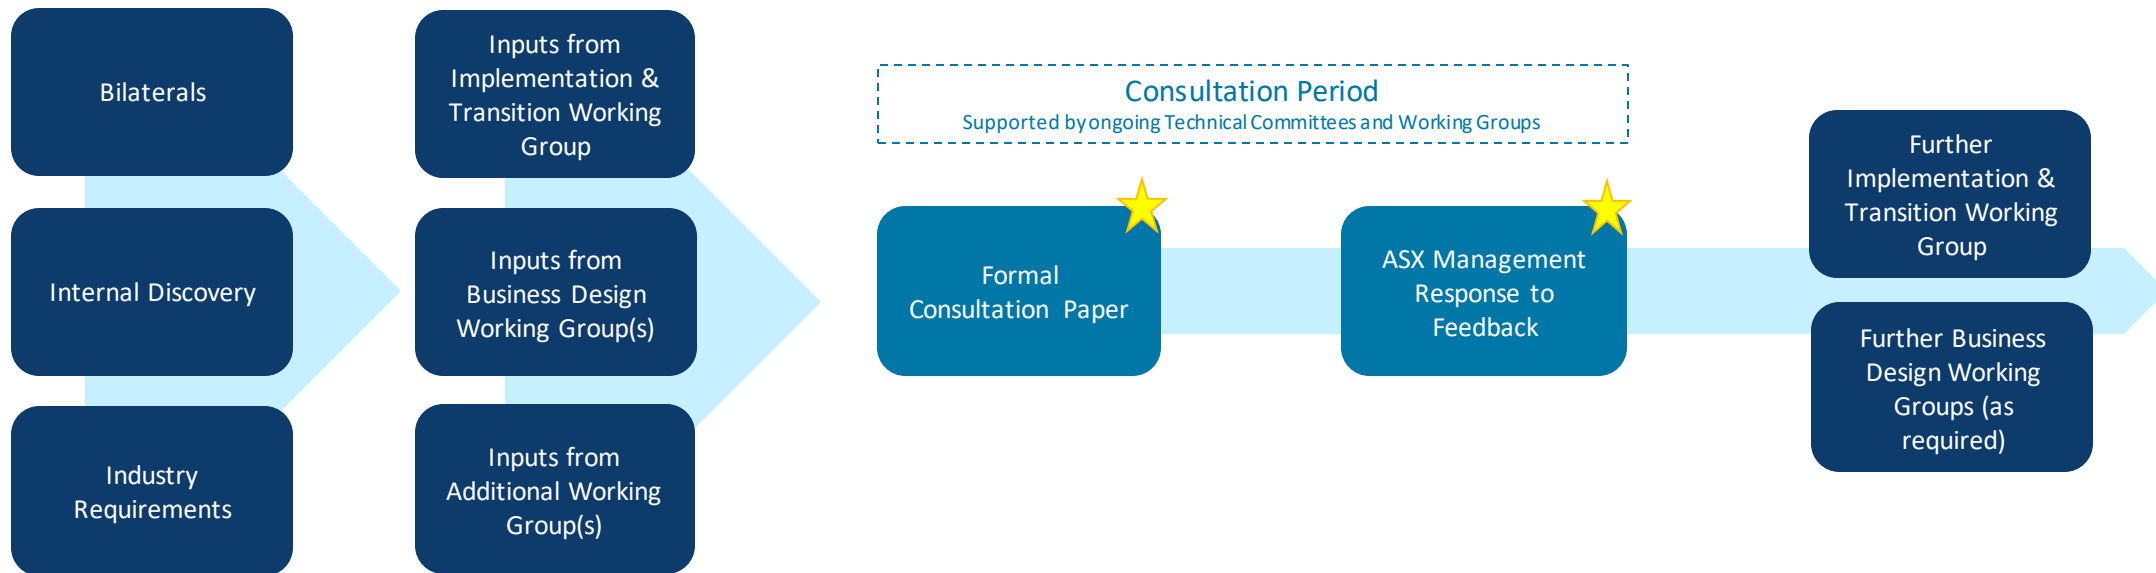 Bilaterals
Internal Discovery
Industry
Requirements
Inputs from
Implementation &
Transition Working
Group
Inputs from
Business Design
Working Group(s)
Inputs from
Additional Working
Group(s)
Consultation Period
Supported by ongoing Technical Committees and Working Groups
Formal
Consultation Paper
ASX Management
Response to
Feedback
Further
Implementation &
Transition Working
Group
Further Business
Design Working
Groups (as
required)